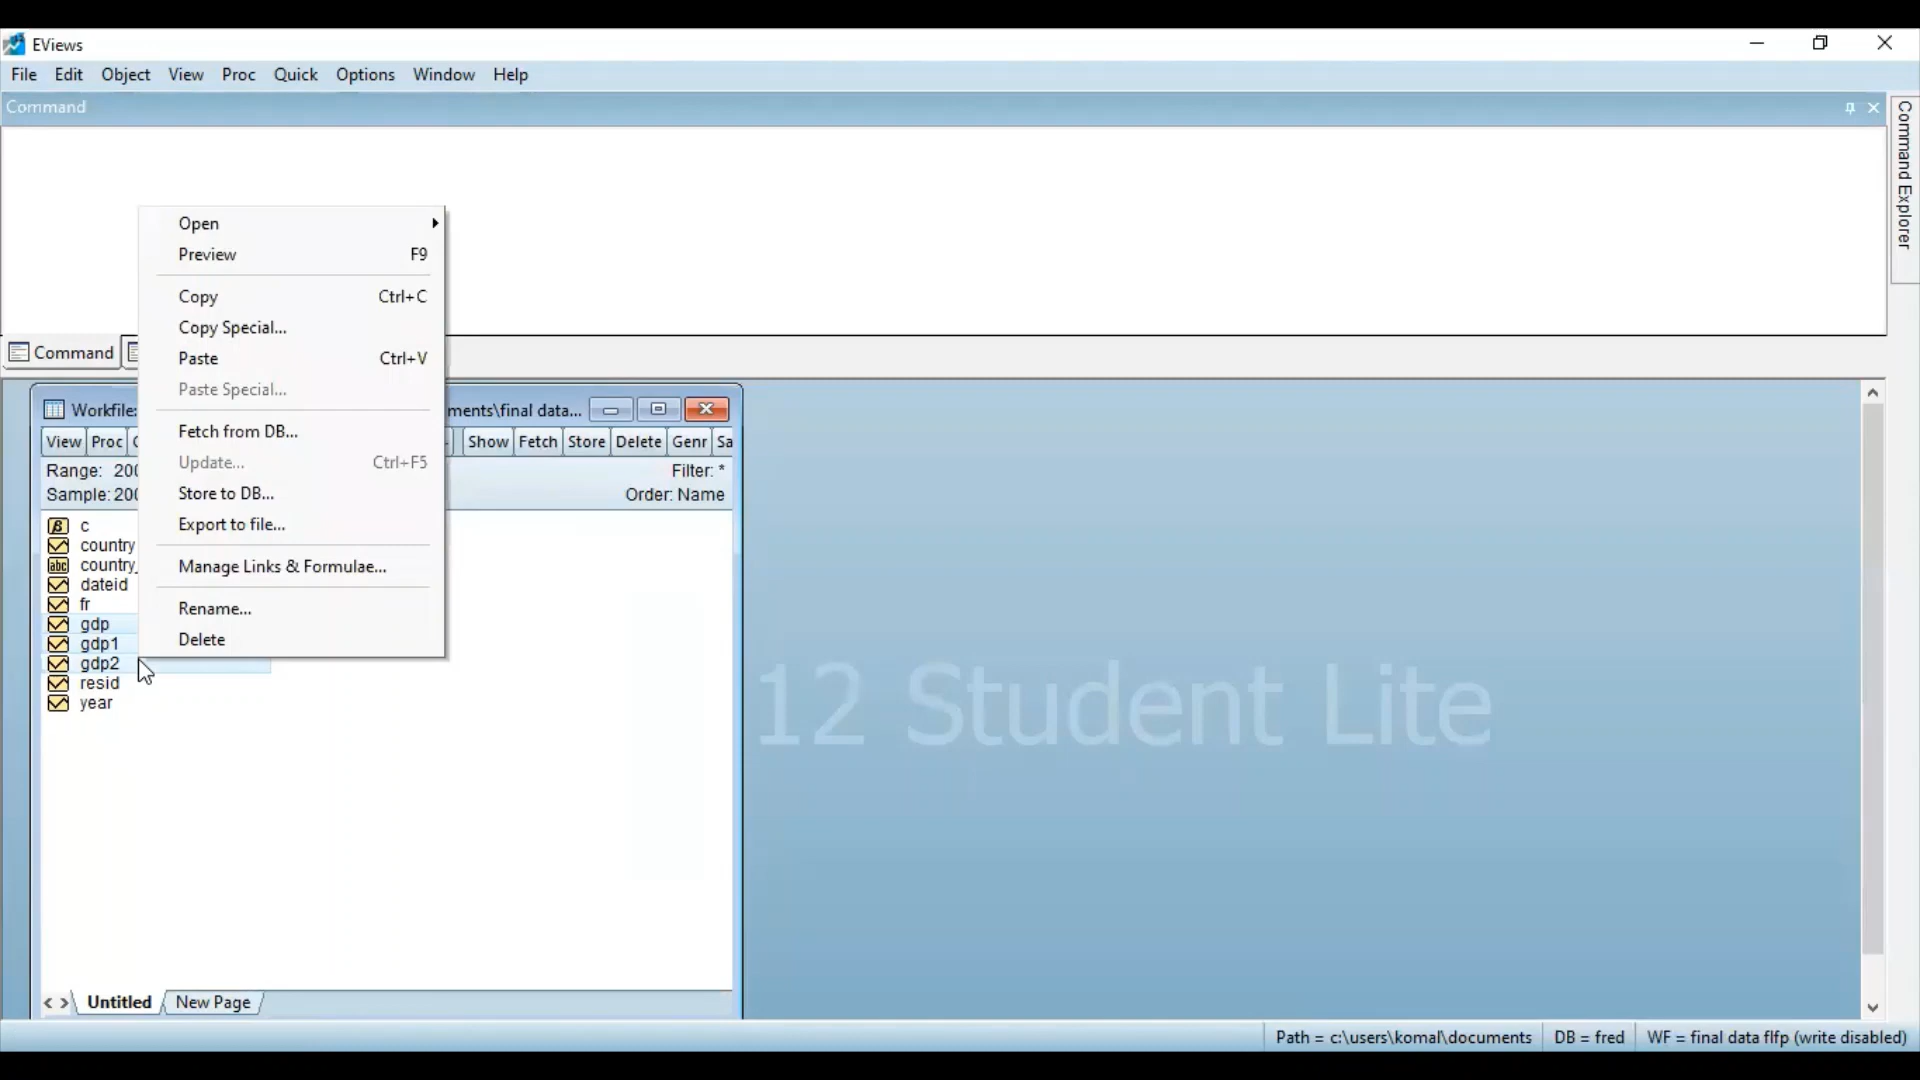 EViews
File Edit Object View Proc Quick Options Window Help
Command
Command Explorer
Open
Preview F9
Copy Ctrl+C
Copy Special...
Paste Ctrl+V
Paste Special...
Fetch from DB...
Update... Ctrl+F5
Store to DB...
Export to file...
Manage Links & Formulae...
Rename...
Delete
Command
Workfile: ments\final data...
View Proc Show Fetch Store Delete Genr Sa
Range: 200 Filter: *
Sample: 200 Order: Name
c
country
country_
dateid
fr
gdp
gdp1
gdp2
resid
year
12 Student Lite
Untitled New Page
Path = c:\users\komal\documents DB = fred WF = final data flfp (write disabled)